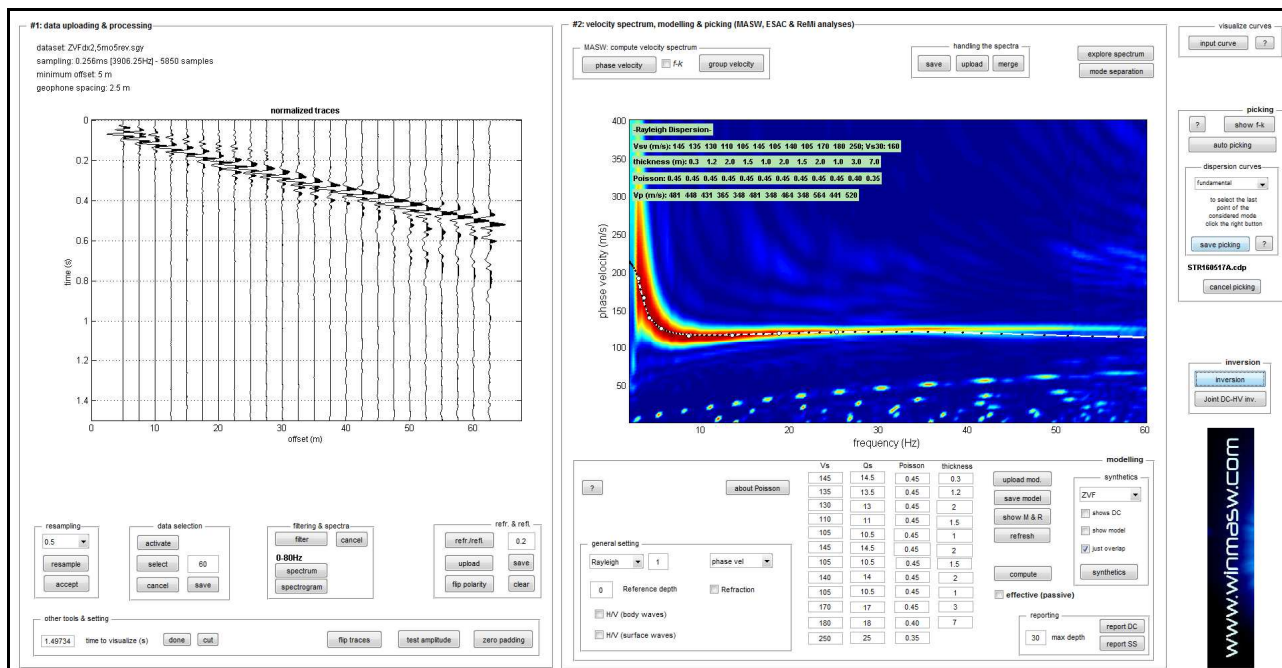 #1: data uploading & processing
dataset: ZVFdx2,5mo5rev.sgy
sampling: 0.256ms [3906.25Hz] - 5850 samples
minimum offset: 5 m
geophone spacing: 2.5 m
normalized traces
time (s)
0
0.2
0.4
0.6
0.8
1
1.2
1.4
0 5 10 15 20 25 30 35 40 45 50 55 60 65
offset (m)
resampling
0.5
resample
accept
data selection
activate
select 60
cancel save
filtering & spectra
filter cancel
0-80Hz
spectrum
spectrogram
refr. & refl.
refr./refl. 0.2
upload save
flip polarity clear
other tools & setting
1.49734 time to visualize (s) done cut flip traces test amplitude zero padding
#2: velocity spectrum, modelling & picking (MASW, ESAC & ReMi analyses)
MASW: compute velocity spectrum
phase velocity f-k group velocity
handling the spectra
save upload merge
explore spectrum
mode separation
-Rayleigh Dispersion-
Vsv (m/s): 145 135 130 110 105 145 105 140 105 170 180 250; Vs30: 160
thickness (m): 0.3 1.2 2.0 1.5 1.0 2.0 1.5 2.0 1.0 3.0 7.0
Poisson: 0.45 0.45 0.45 0.45 0.45 0.45 0.45 0.45 0.45 0.45 0.40 0.35
Vp (m/s): 481 448 431 365 348 481 348 464 348 564 441 520
phase velocity (m/s)
400
350
300
250
200
150
100
50
10 20 30 40 50 60
frequency (Hz)
modelling
? about Poisson
general setting
Rayleigh 1 phase vel
0 Reference depth Refraction
H/V (body waves)
H/V (surface waves)
Vs Qs Poisson thickness
145 14.5 0.45 0.3
135 13.5 0.45 1.2
130 13 0.45 2
110 11 0.45 1.5
105 10.5 0.45 1
145 14.5 0.45 2
105 10.5 0.45 1.5
140 14 0.45 2
105 10.5 0.45 1
170 17 0.45 3
180 18 0.40 7
250 25 0.35
upload mod.
save model
show M & R
refresh
compute
effective (passive)
synthetics
ZVF
shows DC
show model
just overlap
synthetics
reporting
30 max depth
report DC
report SS
visualize curves
input curve ?
picking
? show f-k
auto picking
dispersion curves
fundamental
to select the last
point of the
considered mode
click the right button
save picking ?
STR160517A.cdp
cancel picking
inversion
inversion
Joint DC-HV inv.
www.winmasw.com